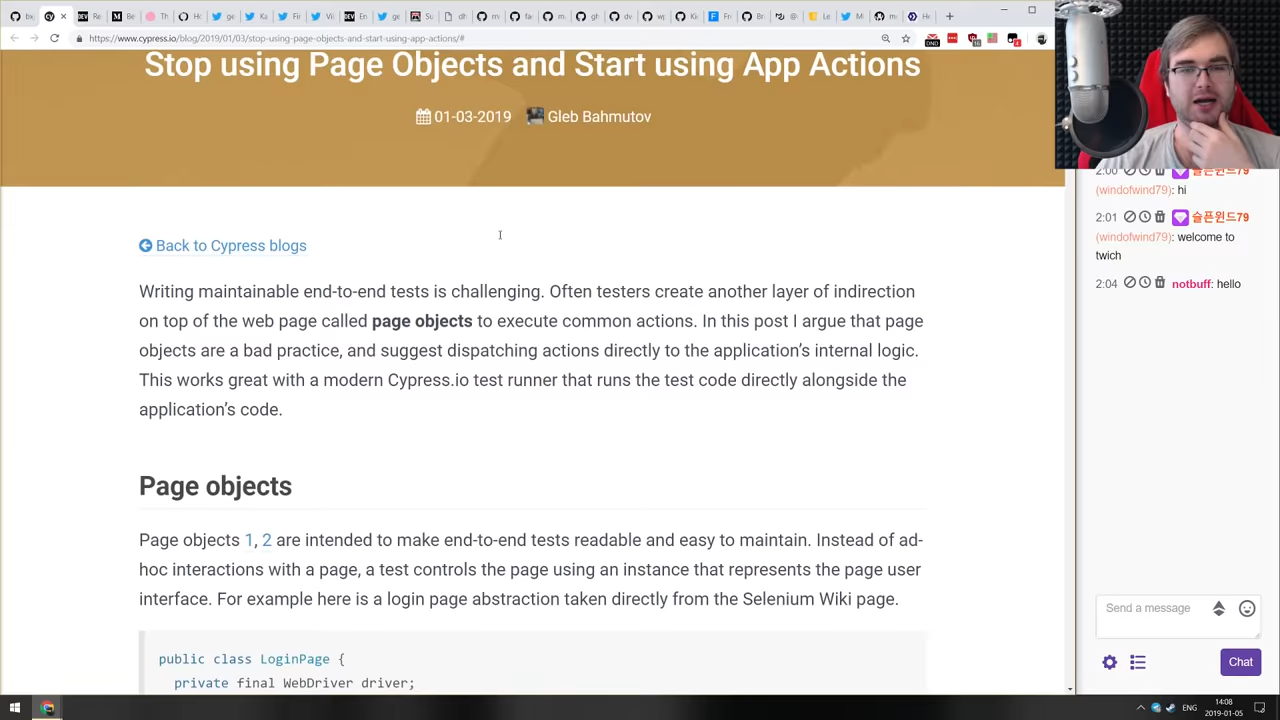 https://www.cypress.io/blog/2019/01/03/stop-using-page-objects-and-start-using-app-actions/#
Stop using Page Objects and Start using App Actions
01-03-2019 Gleb Bahmutov
Back to Cypress blogs
Writing maintainable end-to-end tests is challenging. Often testers create another layer of indirection
on top of the web page called page objects to execute common actions. In this post I argue that page
objects are a bad practice, and suggest dispatching actions directly to the application’s internal logic.
This works great with a modern Cypress.io test runner that runs the test code directly alongside the
application’s code.
Page objects
Page objects 1, 2 are intended to make end-to-end tests readable and easy to maintain. Instead of ad-
hoc interactions with a page, a test controls the page using an instance that represents the page user
interface. For example here is a login page abstraction taken directly from the Selenium Wiki page.
public class LoginPage {
private final WebDriver driver;
2:00 슬픈윈드79
(windofwind79): hi
2:01 슬픈윈드79
(windofwind79): welcome to
twich
2:04 notbuff: hello
Send a message
Chat
ENG
14:08
2019-01-05